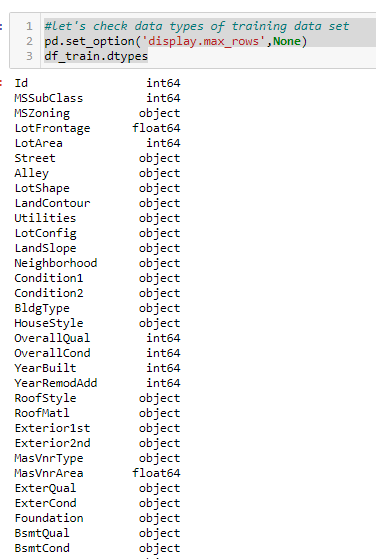 1 #Let's check data types of training data set
2 pd.set_option('display.max_rows',None)
3 df_train.dtypes
Id int64
MSSubClass int64
MSZoning object
LotFrontage float64
LotArea int64
Street object
Alley object
LotShape object
LandContour object
Utilities object
LotConfig object
LandSlope object
Neighborhood object
Condition1 object
Condition2 object
BldgType object
HouseStyle object
OverallQual int64
OverallCond int64
YearBuilt int64
YearRemodAdd int64
RoofStyle object
RoofMatl object
Exterior1st object
Exterior2nd object
MasVnrType object
MasVnrArea float64
ExterQual object
ExterCond object
Foundation object
BsmtQual object
BsmtCond object